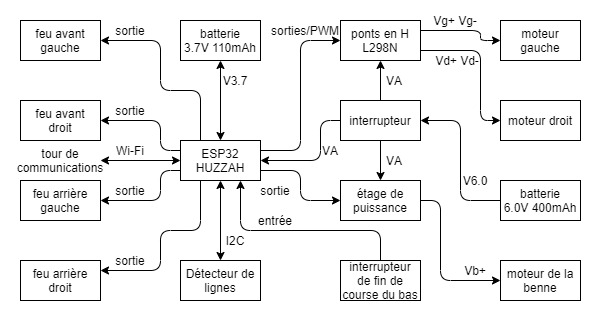 feu avant
gauche
sortie
batterie
3.7V 110mAh
sorties/PWM
ponts en H
L298N
Vg+ Vg-
Vd+ Vd-
moteur
gauche
V3.7
VA
feu avant
droit
sortie
interrupteur
moteur droit
tour de
communications
Wi-Fi
ESP32
HUZZAH
VA
VA
V6.0
feu arrière
gauche
sortie
sortie
étage de
puissance
batterie
6.0V 400mAh
entrée
I2C
feu arrière
droit
sortie
Détecteur de
lignes
interrupteur
de fin de
course du bas
Vb+
moteur de la
benne